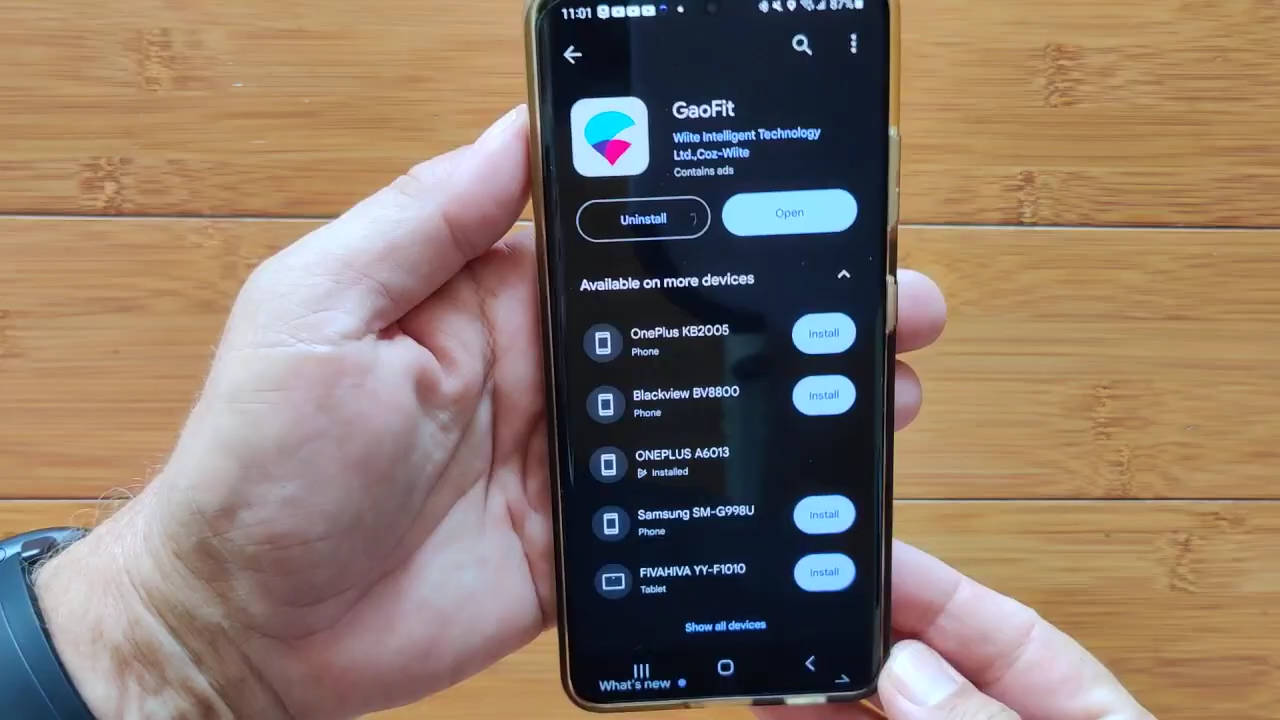 11:01
87%
GaoFit
Wiite Intelligent Technology
Ltd.,Coz-Wiite
Contains ads
Uninstall
Open
Available on more devices
OnePlus KB2005
Phone
Install
Blackview BV8800
Phone
Install
ONEPLUS A6013
Installed
Samsung SM-G998U
Phone
Install
FIVAHIVA YY-F1010
Tablet
Install
Show all devices
What's new